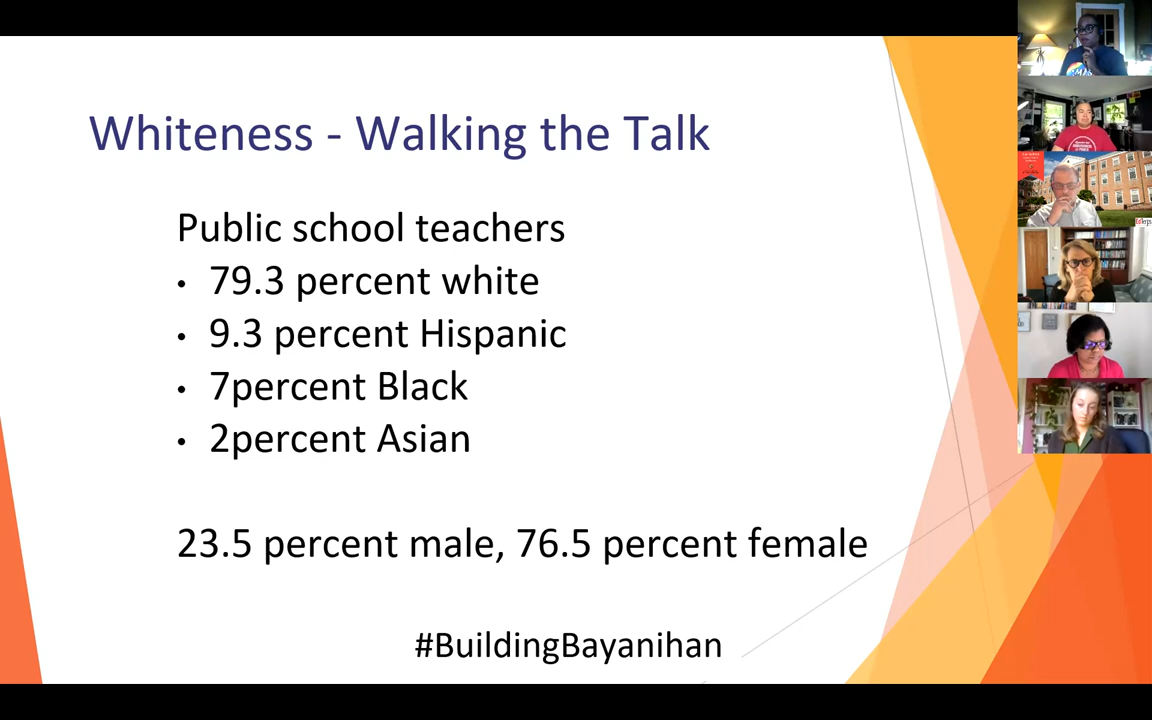 Whiteness - Walking the Talk
Public school teachers
• 79.3 percent white
• 9.3 percent Hispanic
• 7percent Black
• 2percent Asian
23.5 percent male, 76.5 percent female
#BuildingBayanihan